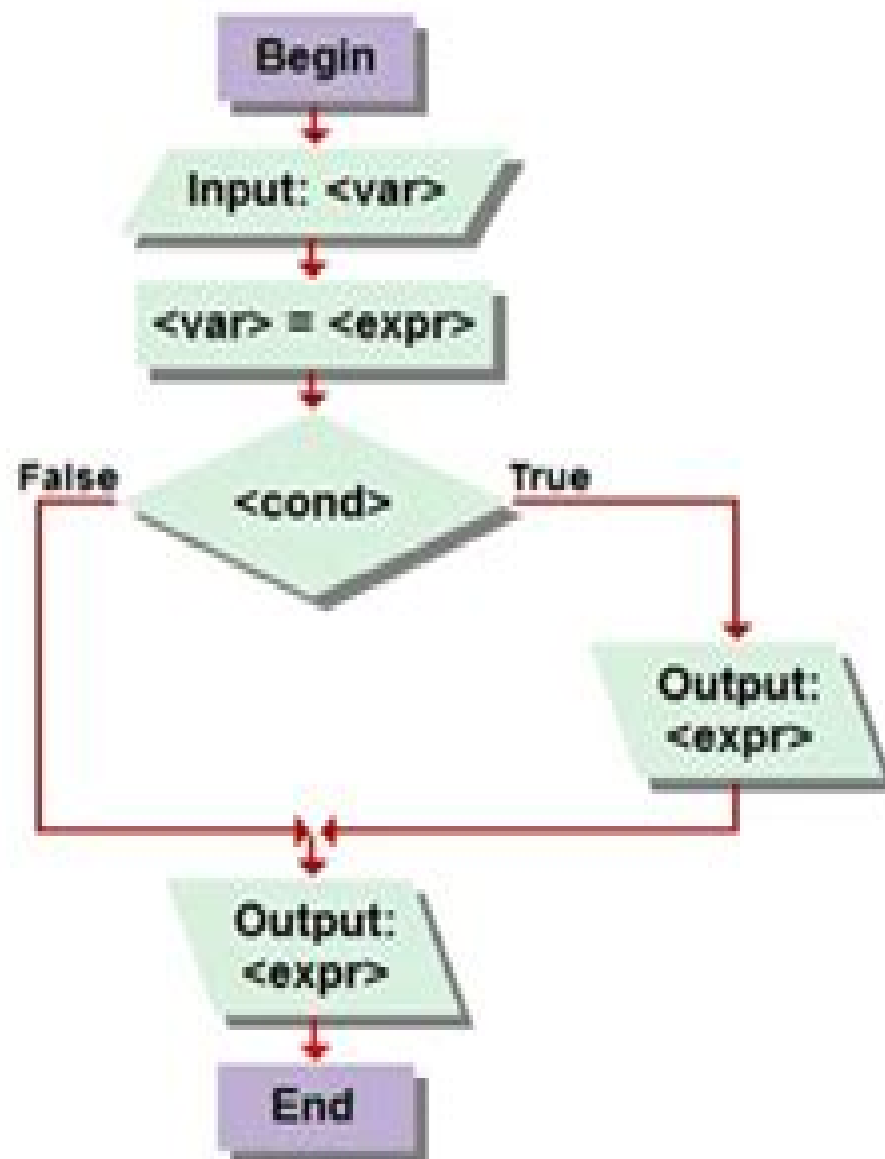 Begin
Input: <var>
<var> = <expr>
False
True
<cond>
Output:
<expr>
Output:
<expr>
End